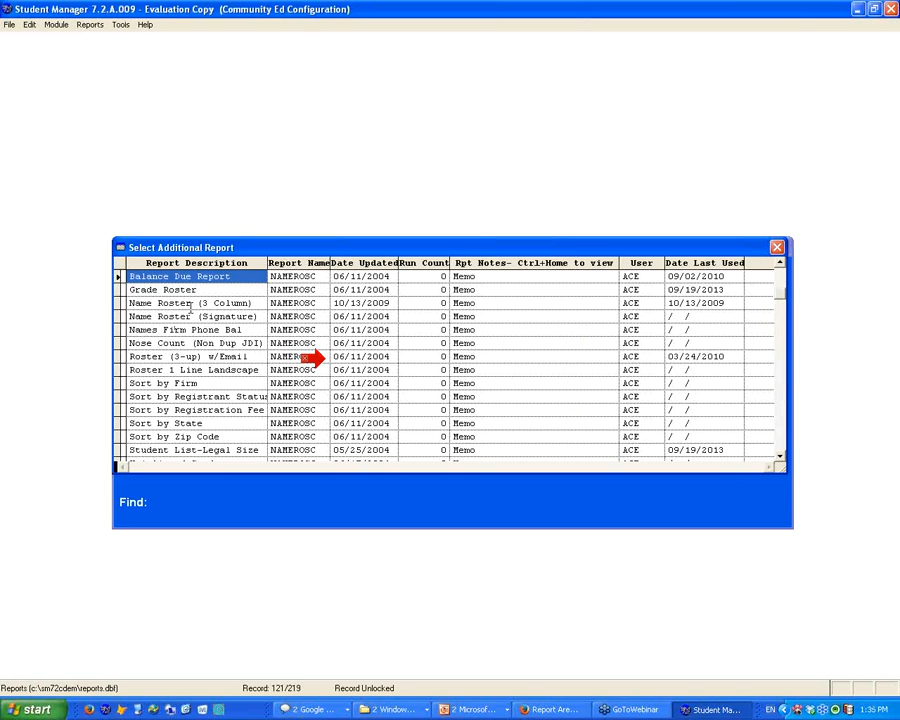 Student Manager 7.2.A.009 - Evaluation Copy (Community Ed Configuration)
File Edit Module Reports Tools Help
Select Additional Report
Report Description Report Name Date Updated Run Count Rpt Notes- Ctrl+Home to view User Date Last Used
Balance Due Report NAMEROSC 06/11/2004 0 Memo ACE 09/02/2010
Grade Roster NAMEROSC 06/11/2004 0 Memo ACE 09/19/2013
Name Roster (3 Column) NAMEROSC 10/13/2009 0 Memo ACE 10/13/2009
Name Roster (Signature) NAMEROSC 06/11/2004 0 Memo ACE / /
Names Firm Phone Bal NAMEROSC 06/11/2004 0 Memo ACE / /
Nose Count (Non Dup JDI) NAMEROSC 06/11/2004 0 Memo ACE / /
Roster (3-up) w/Email NAMER 06/11/2004 0 Memo ACE 03/24/2010
Roster 1 Line Landscape NAMEROSC 06/11/2004 0 Memo ACE / /
Sort by Firm NAMEROSC 06/11/2004 0 Memo ACE / /
Sort by Registrant Status NAMEROSC 06/11/2004 0 Memo ACE / /
Sort by Registration Fee NAMEROSC 06/11/2004 0 Memo ACE / /
Sort by State NAMEROSC 06/11/2004 0 Memo ACE / /
Sort by Zip Code NAMEROSC 06/11/2004 0 Memo ACE / /
Student List-Legal Size NAMEROSC 05/25/2004 0 Memo ACE 09/19/2013
Find:
Reports (c:\sm72cdem\reports.dbf) Record: 121/219 Record Unlocked
start 2 Google ... 2 Window... 2 Microsof... Report Are... GoToWebinar Student Ma... EN 1:35 PM